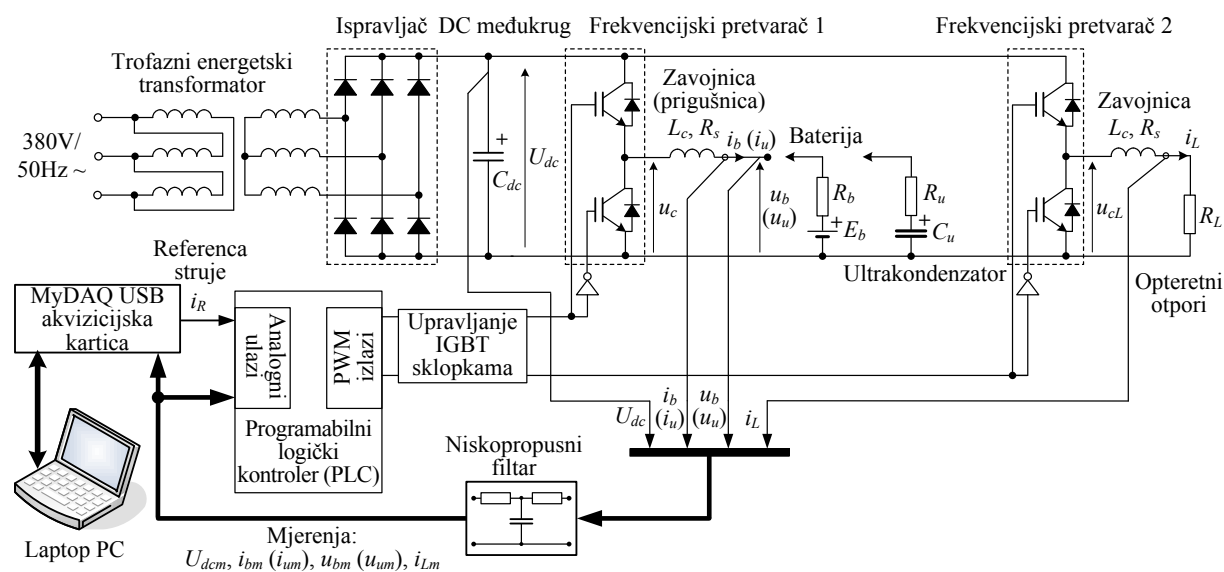 Ispravljač
DC međukrug
Frekvencijski pretvarač 1
Frekvencijski pretvarač 2
Trofazni energetski
transformator
Zavojnica
(prigušnica)
Zavojnica
L_c, R_s
i_b (i_u)
Baterija
L_c, R_s
i_L
380V/
50Hz ~
+
C_dc
U_dc
u_c
u_b
(u_u)
R_b
+
E_b
R_u
+
C_u
u_cL
R_L
Ultrakondenzator
Opteretni
otpori
Referenca
struje
i_R
MyDAQ USB
akvizicijska
kartica
Analogni
ulazi
PWM
izlazi
Upravljanje
IGBT
sklopkama
Programabilni
logički
kontroler (PLC)
U_dc
i_b
(i_u)
u_b
(u_u)
i_L
Niskopropusni
filtar
Laptop PC
Mjerenja:
U_dcm, i_bm (i_um), u_bm (u_um), i_Lm